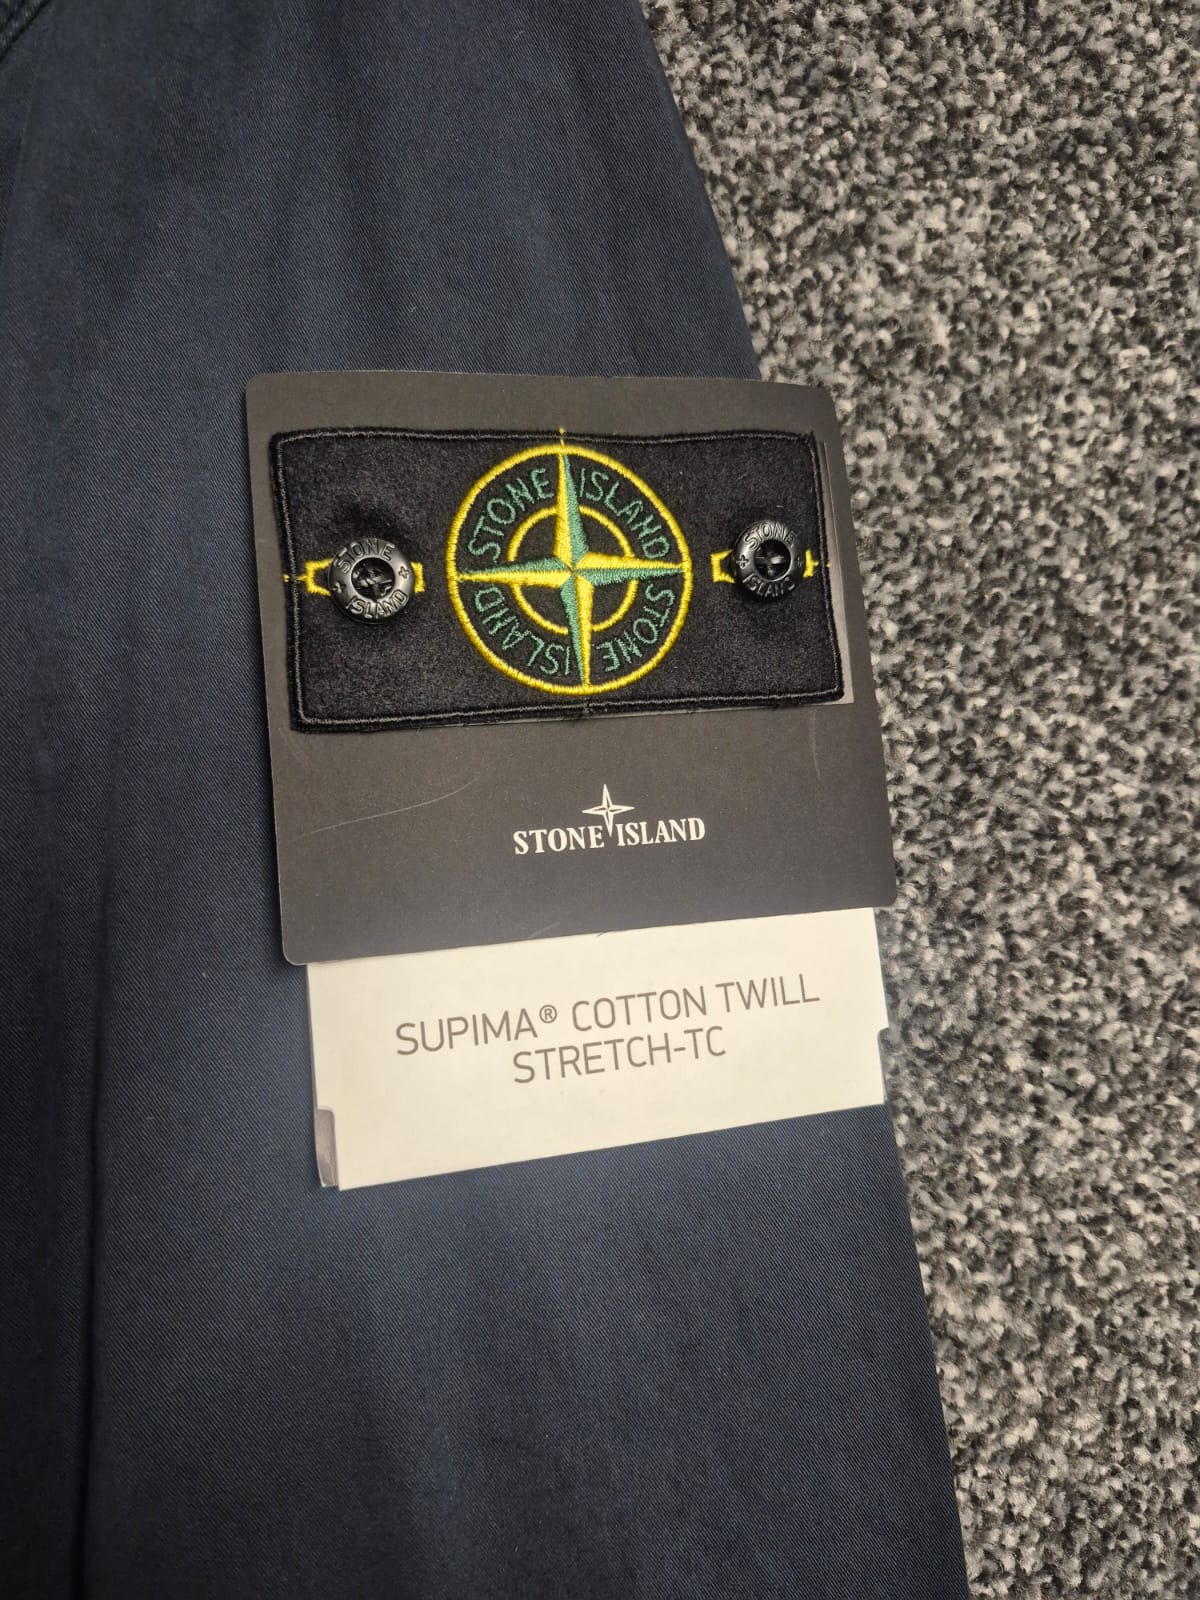 STONE ISLAND
STONE ISLAND
STONE
ISLAND
STONE
ISLAND
STONE ISLAND
SUPIMA® COTTON TWILL
STRETCH-TC